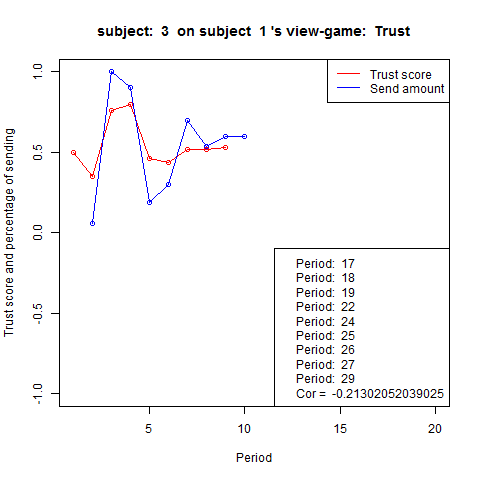 subject:  3  on subject  1 's view-game:  Trust
Trust score
Send amount
Trust score and percentage of sending
1.0
0.5
0.0
-0.5
-1.0
Period:  17
Period:  18
Period:  19
Period:  22
Period:  24
Period:  25
Period:  26
Period:  27
Period:  29
Cor =  -0.21302052039025
5 10 15 20
Period